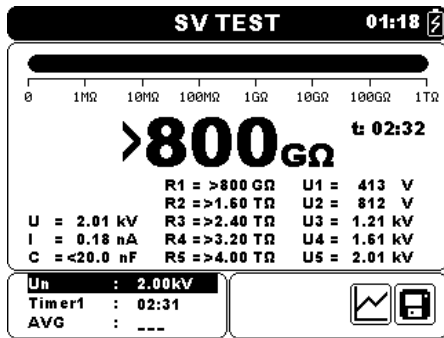 SV TEST 01:18
0 1MΩ 10MΩ 100MΩ 1GΩ 10GΩ 100GΩ 1TΩ
>800GΩ t: 02:32
R1 = >800 GΩ U1 = 413 V
R2 =>1.60 TΩ U2 = 812 V
U = 2.01 kV R3 =>2.40 TΩ U3 = 1.21 kV
I = 0.18 nA R4 =>3.20 TΩ U4 = 1.61 kV
C =<20.0 nF R5 =>4.00 TΩ U5 = 2.01 kV
Un : 2.00kV
Timer1 : 02:31
AVG : ---